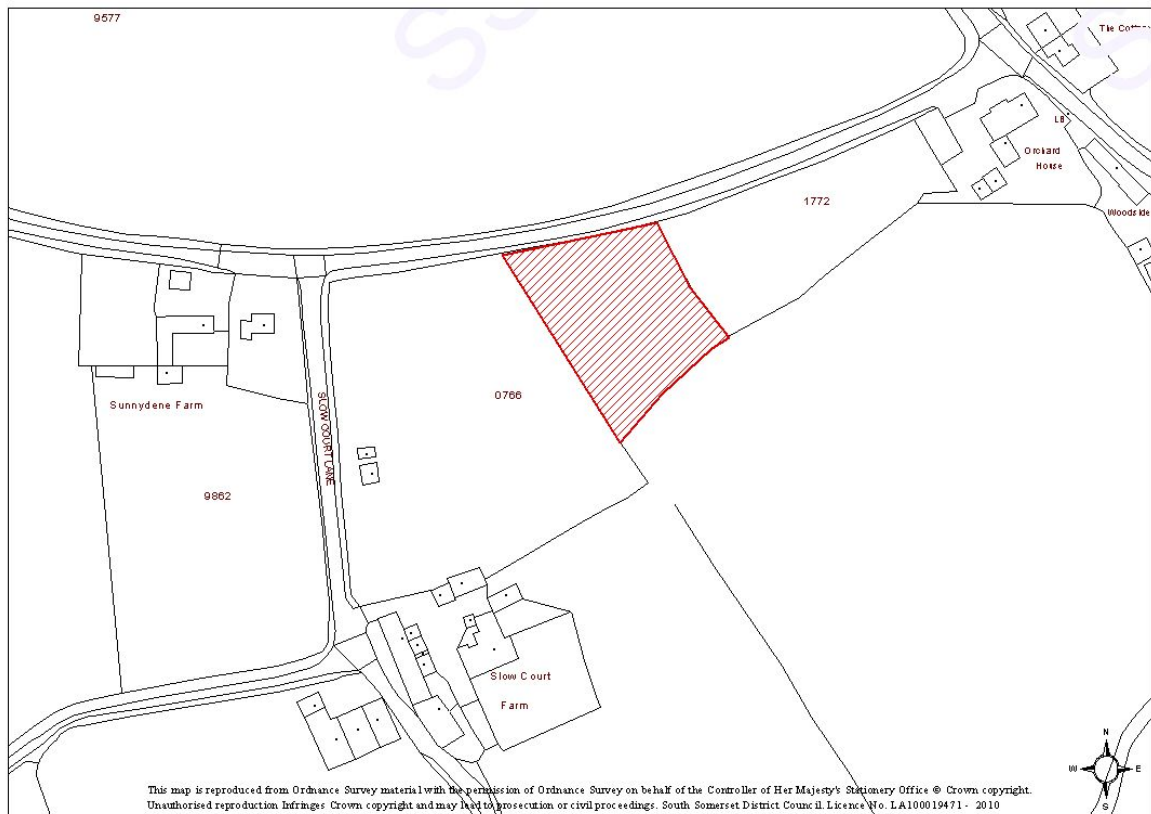 9577
The Cott
LB
Orchard
House
1772
Woodside
Sunnydene Farm
SLOW COURT LANE
0766
9862
Slow Court
Farm
N
W E
S
This map is reproduced from Ordnance Survey material with the permission of Ordnance Survey on behalf of the Controller of Her Majesty's Stationery Office © Crown copyright.
Unauthorised reproduction infringes Crown copyright and may lead to prosecution or civil proceedings. South Somerset District Council. Licence No. LA100019471 - 2010